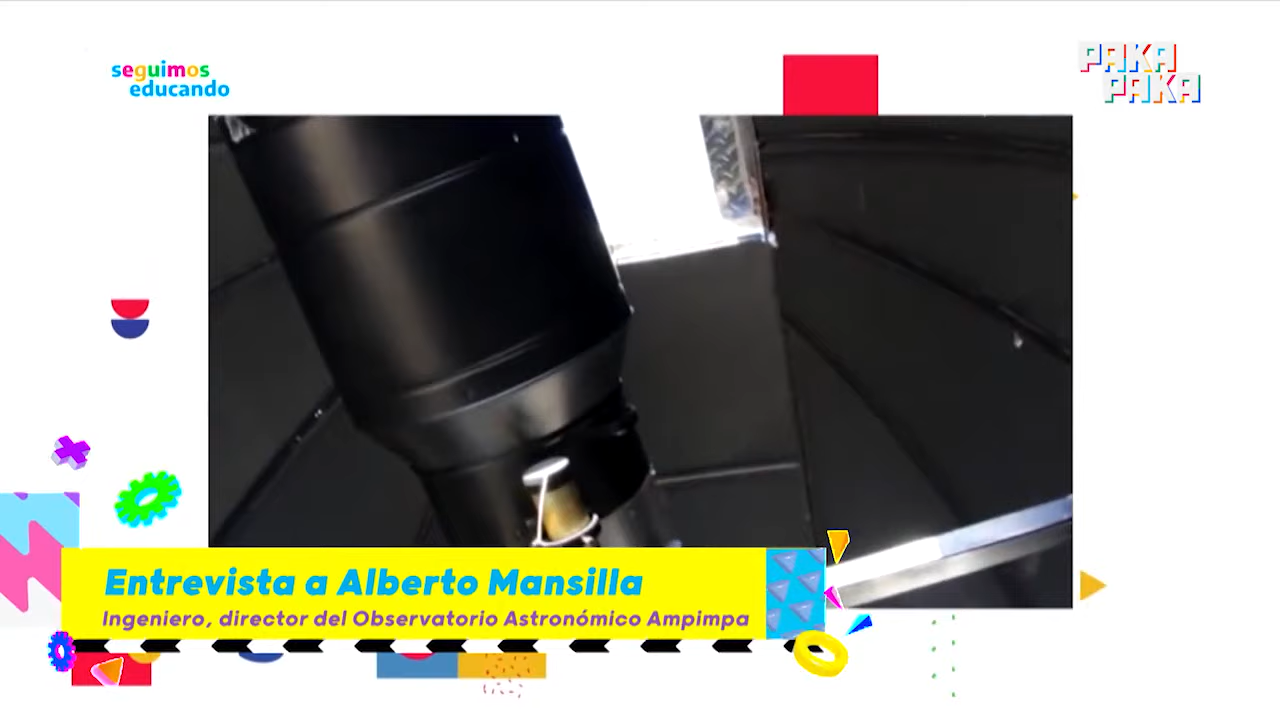 seguimos
educando
PAKA
PAKA
Entrevista a Alberto Mansilla
Ingeniero, director del Observatorio Astronómico Ampimpa